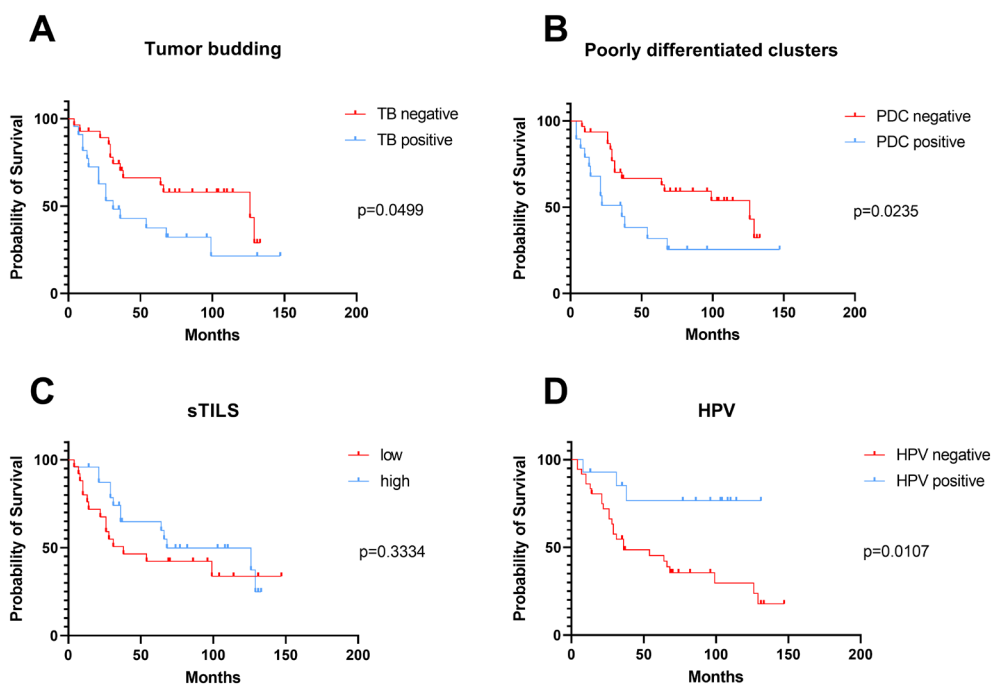 A
Tumor budding
Probability of Survival
100
50
0
0 50 100 150 200
Months
TB negative
TB positive
p=0.0499
B
Poorly differentiated clusters
Probability of Survival
100
50
0
0 50 100 150 200
Months
PDC negative
PDC positive
p=0.0235
C
sTILS
Probability of Survival
100
50
0
0 50 100 150 200
Months
low
high
p=0.3334
D
HPV
Probability of Survival
100
50
0
0 50 100 150 200
Months
HPV negative
HPV positive
p=0.0107